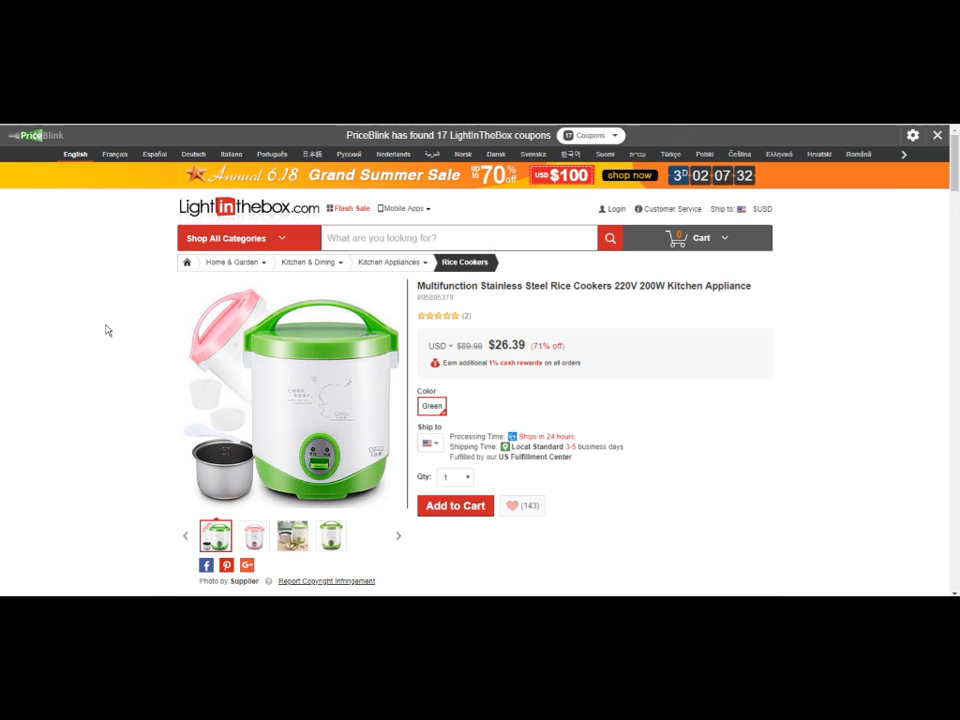 PriceBlink
PriceBlink has found 17 LightInTheBox coupons
17 Coupons
English Français Español Deutsch Italiano Português 日本語 Русский Nederlands العربية Norsk Dansk Svenska 한국어 Suomi עברית Türkçe Polski Čeština Ελληνικά Hrvatski Română
Annual 6.18 Grand Summer Sale up to 70% off USD $100 shop now 3D 02 : 07 : 32
Lightinthebox.com Flash Sale Mobile Apps Login Customer Service Ship to: $USD
Shop All Categories What are you looking for? 0 Cart
Home & Garden Kitchen & Dining Kitchen Appliances Rice Cookers
Multifunction Stainless Steel Rice Cookers 220V 200W Kitchen Appliance
#05895379
(2)
USD $89.98 $26.39 (71% off)
Earn additional 1% cash rewards on all orders
Color
Green
Ship to
Processing Time: Ships in 24 hours
Shipping Time: Local Standard 3-5 business days
Fulfilled by our US Fulfillment Center
Qty: 1
Add to Cart (143)
Photo by Supplier Report Copyright Infringement